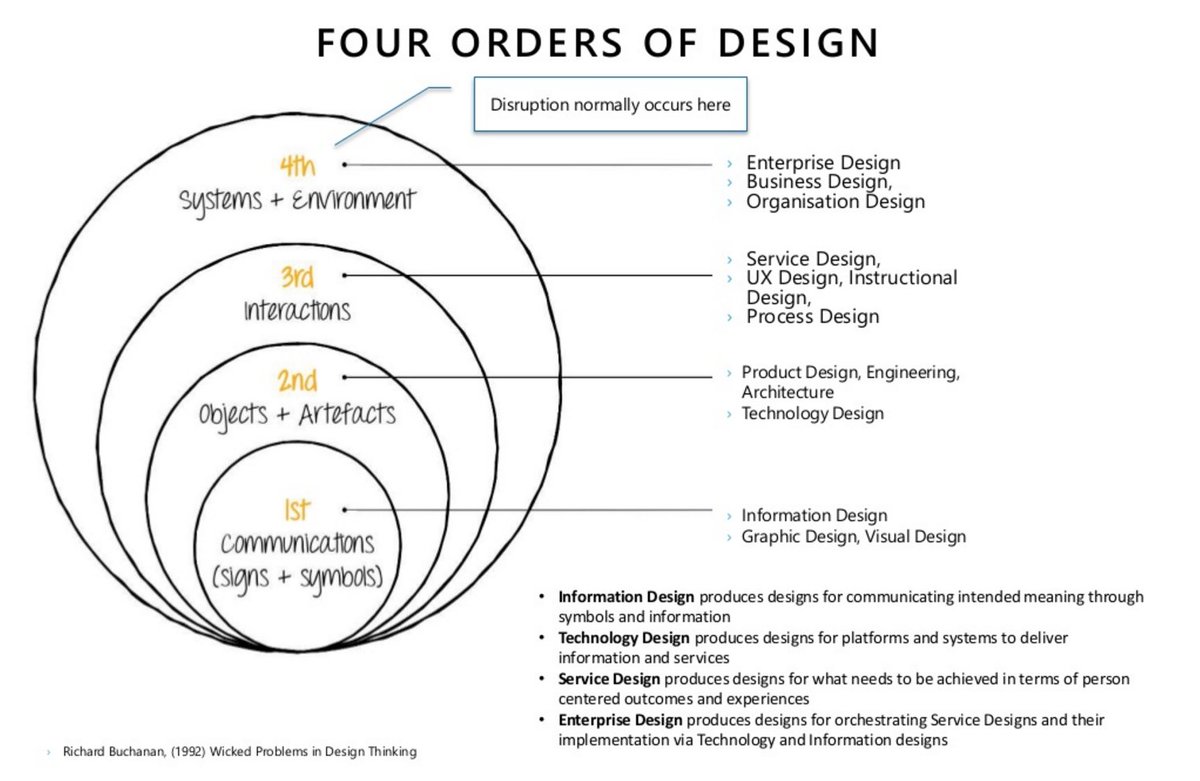 FOUR ORDERS OF DESIGN
Disruption normally occurs here
4th
Systems + Environment
› Enterprise Design
› Business Design,
› Organisation Design
3rd
Interactions
› Service Design,
› UX Design, Instructional
Design,
› Process Design
2nd
Objects + Artefacts
› Product Design, Engineering,
Architecture
› Technology Design
1st
Communications
(signs + symbols)
› Information Design
› Graphic Design, Visual Design
• Information Design produces designs for communicating intended meaning through
symbols and information
• Technology Design produces designs for platforms and systems to deliver
information and services
• Service Design produces designs for what needs to be achieved in terms of person
centered outcomes and experiences
• Enterprise Design produces designs for orchestrating Service Designs and their
implementation via Technology and Information designs
› Richard Buchanan, (1992) Wicked Problems in Design Thinking